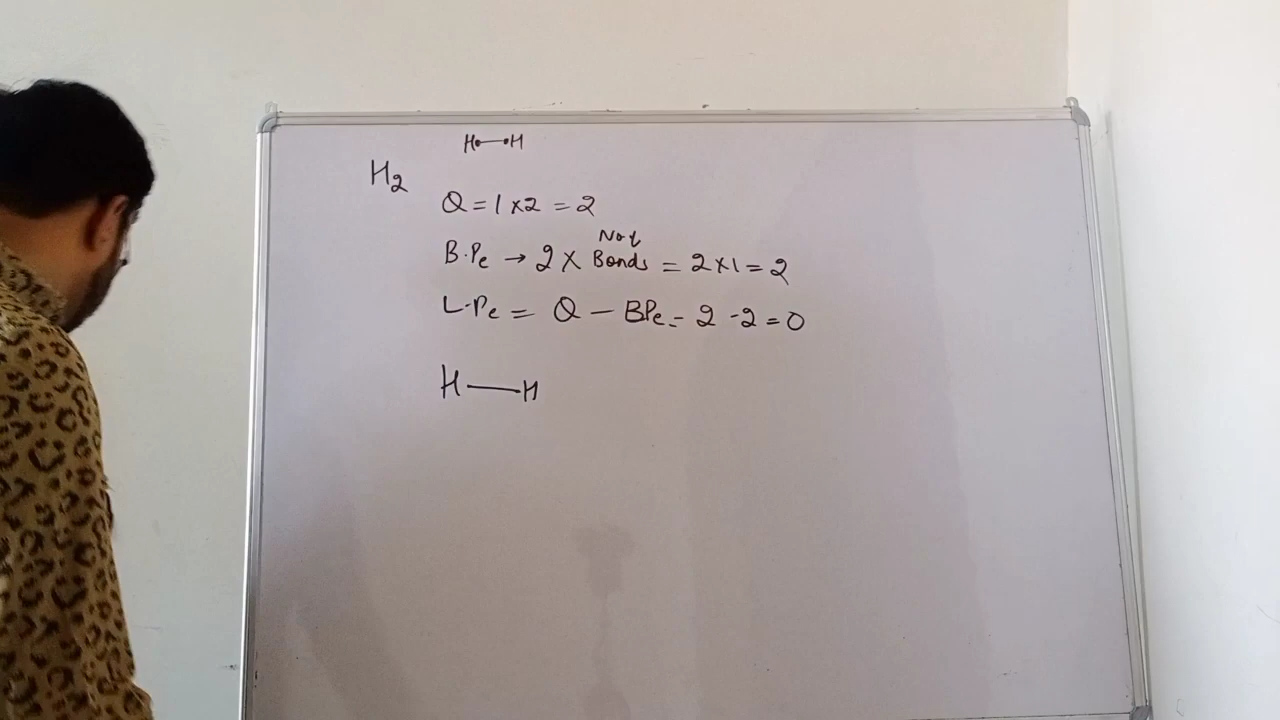 H—H
H2
Q = 1 x 2 = 2
No of
B.Pe → 2 X Bonds = 2 x 1 = 2
L.Pe = Q - BPe = 2 - 2 = 0
H—H